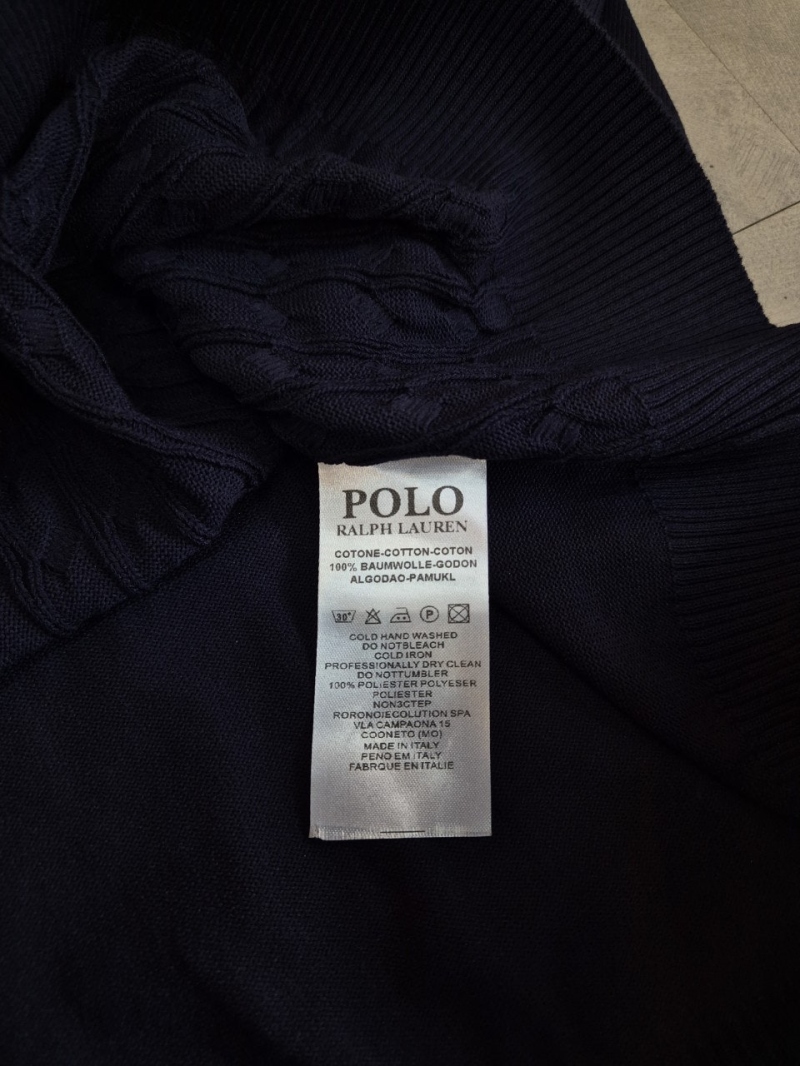 POLO
RALPH LAUREN
COTONE-COTTON-COTON
100% BAUMWOLLE-GODON
ALGODAO-PAMUKL
30°
P
COLD HAND WASHED
DO NOTBLEACH
COLD IRON
PROFESSIONALLY DRY CLEAN
DO NOTTUMBLER
100% POLIESTER POLYESER
POLIESTER
NON3CTEP
RORONOIECOLUTION SPA
VLA CAMPAONA 15
COONETO (MO)
MADE IN ITALY
PENO EM ITALY
FABRQUE EN ITALIE